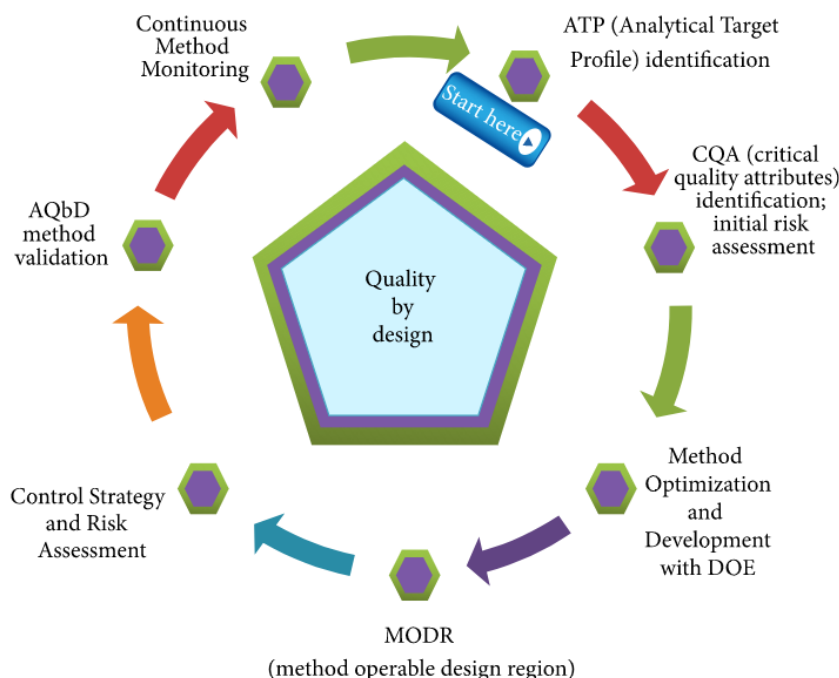 Continuous
Method
Monitoring
ATP (Analytical Target
Profile) identification
Start here
CQA (critical
quality attributes)
identification;
initial risk
assessment
AQbD
method
validation
Quality
by
design
Method
Optimization
and
Development
with DOE
Control Strategy
and Risk
Assessment
MODR
(method operable design region)